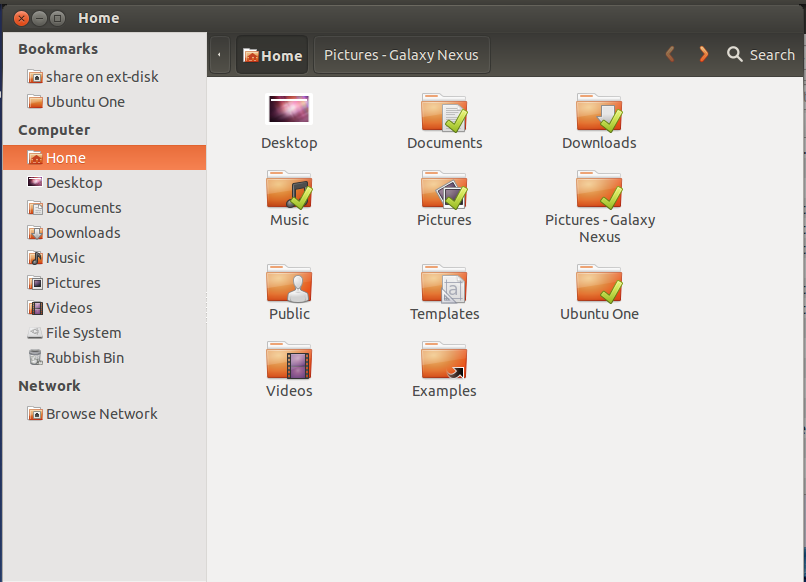 Home
Bookmarks
share on ext-disk
Ubuntu One
Computer
Home
Desktop
Documents
Downloads
Music
Pictures
Videos
File System
Rubbish Bin
Network
Browse Network
Home
Pictures - Galaxy Nexus
Search
Desktop
Documents
Downloads
Music
Pictures
Pictures - Galaxy
Nexus
Public
Templates
Ubuntu One
Videos
Examples